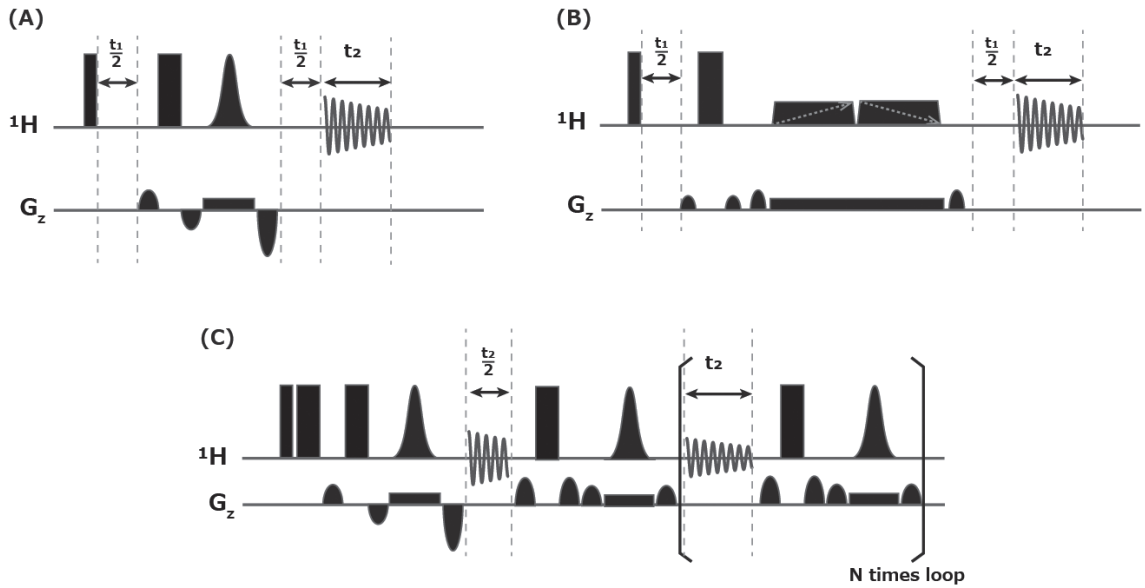 (A)
t₁/2
t₁/2
t₂
¹H
G_z
(B)
t₁/2
t₁/2
t₂
¹H
G_z
(C)
t₂/2
t₂
¹H
G_z
N times loop